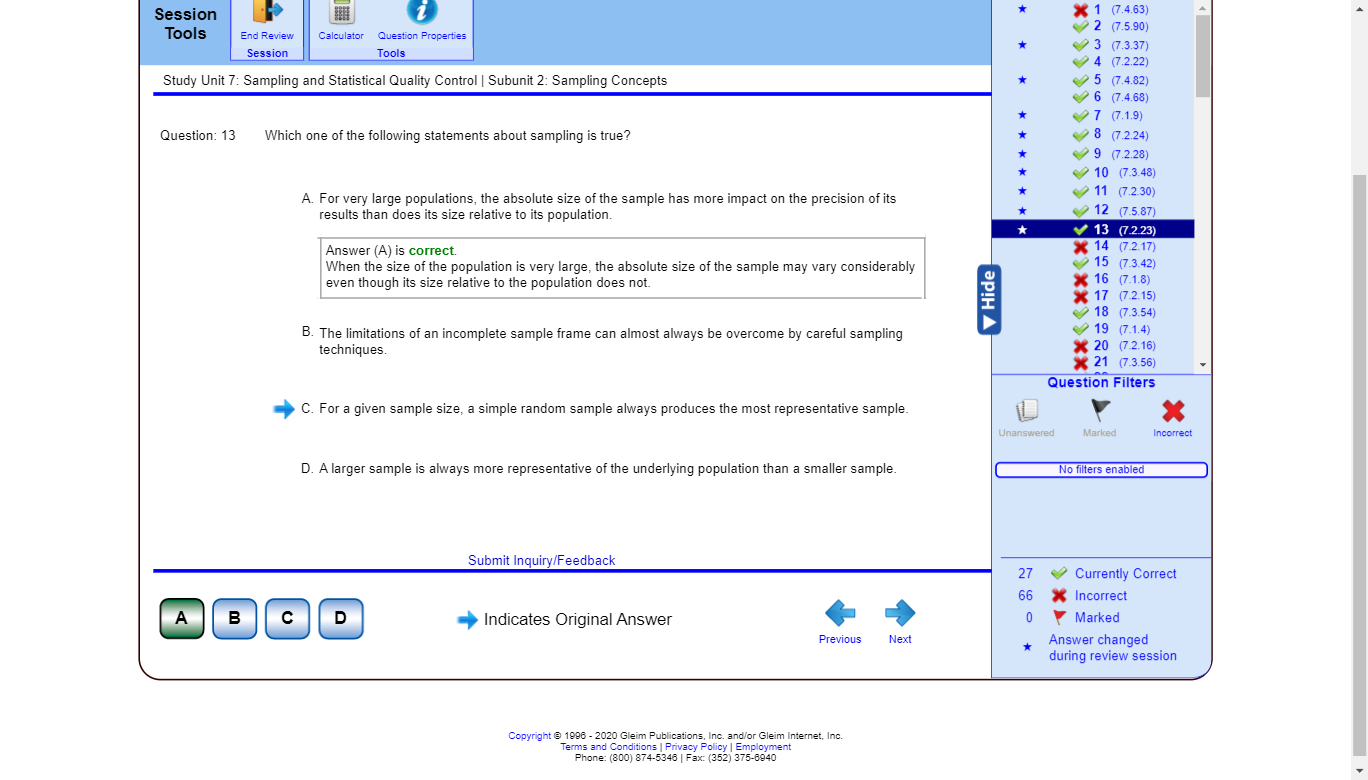 Session
Tools
End Review
Session
Calculator
Question Properties
Tools
Study Unit 7: Sampling and Statistical Quality Control | Subunit 2: Sampling Concepts
Question: 13 Which one of the following statements about sampling is true?
A. For very large populations, the absolute size of the sample has more impact on the precision of its
results than does its size relative to its population.
Answer (A) is correct.
When the size of the population is very large, the absolute size of the sample may vary considerably
even though its size relative to the population does not.
B. The limitations of an incomplete sample frame can almost always be overcome by careful sampling
techniques.
C. For a given sample size, a simple random sample always produces the most representative sample.
D. A larger sample is always more representative of the underlying population than a smaller sample.
Submit Inquiry/Feedback
A B C D
Indicates Original Answer
Previous
Next
1 (7.4.63)
2 (7.5.90)
3 (7.3.37)
4 (7.2.22)
5 (7.4.82)
6 (7.4.68)
7 (7.1.9)
8 (7.2.24)
9 (7.2.28)
10 (7.3.48)
11 (7.2.30)
12 (7.5.87)
13 (7.2.23)
14 (7.2.17)
15 (7.3.42)
16 (7.1.8)
17 (7.2.15)
18 (7.3.54)
19 (7.1.4)
20 (7.2.16)
21 (7.3.56)
Hide
Question Filters
Unanswered
Marked
Incorrect
No filters enabled
27 Currently Correct
66 Incorrect
0 Marked
Answer changed
during review session
Copyright © 1996 - 2020 Gleim Publications, Inc. and/or Gleim Internet, Inc.
Terms and Conditions | Privacy Policy | Employment
Phone: (800) 874-5346 | Fax: (352) 375-6940